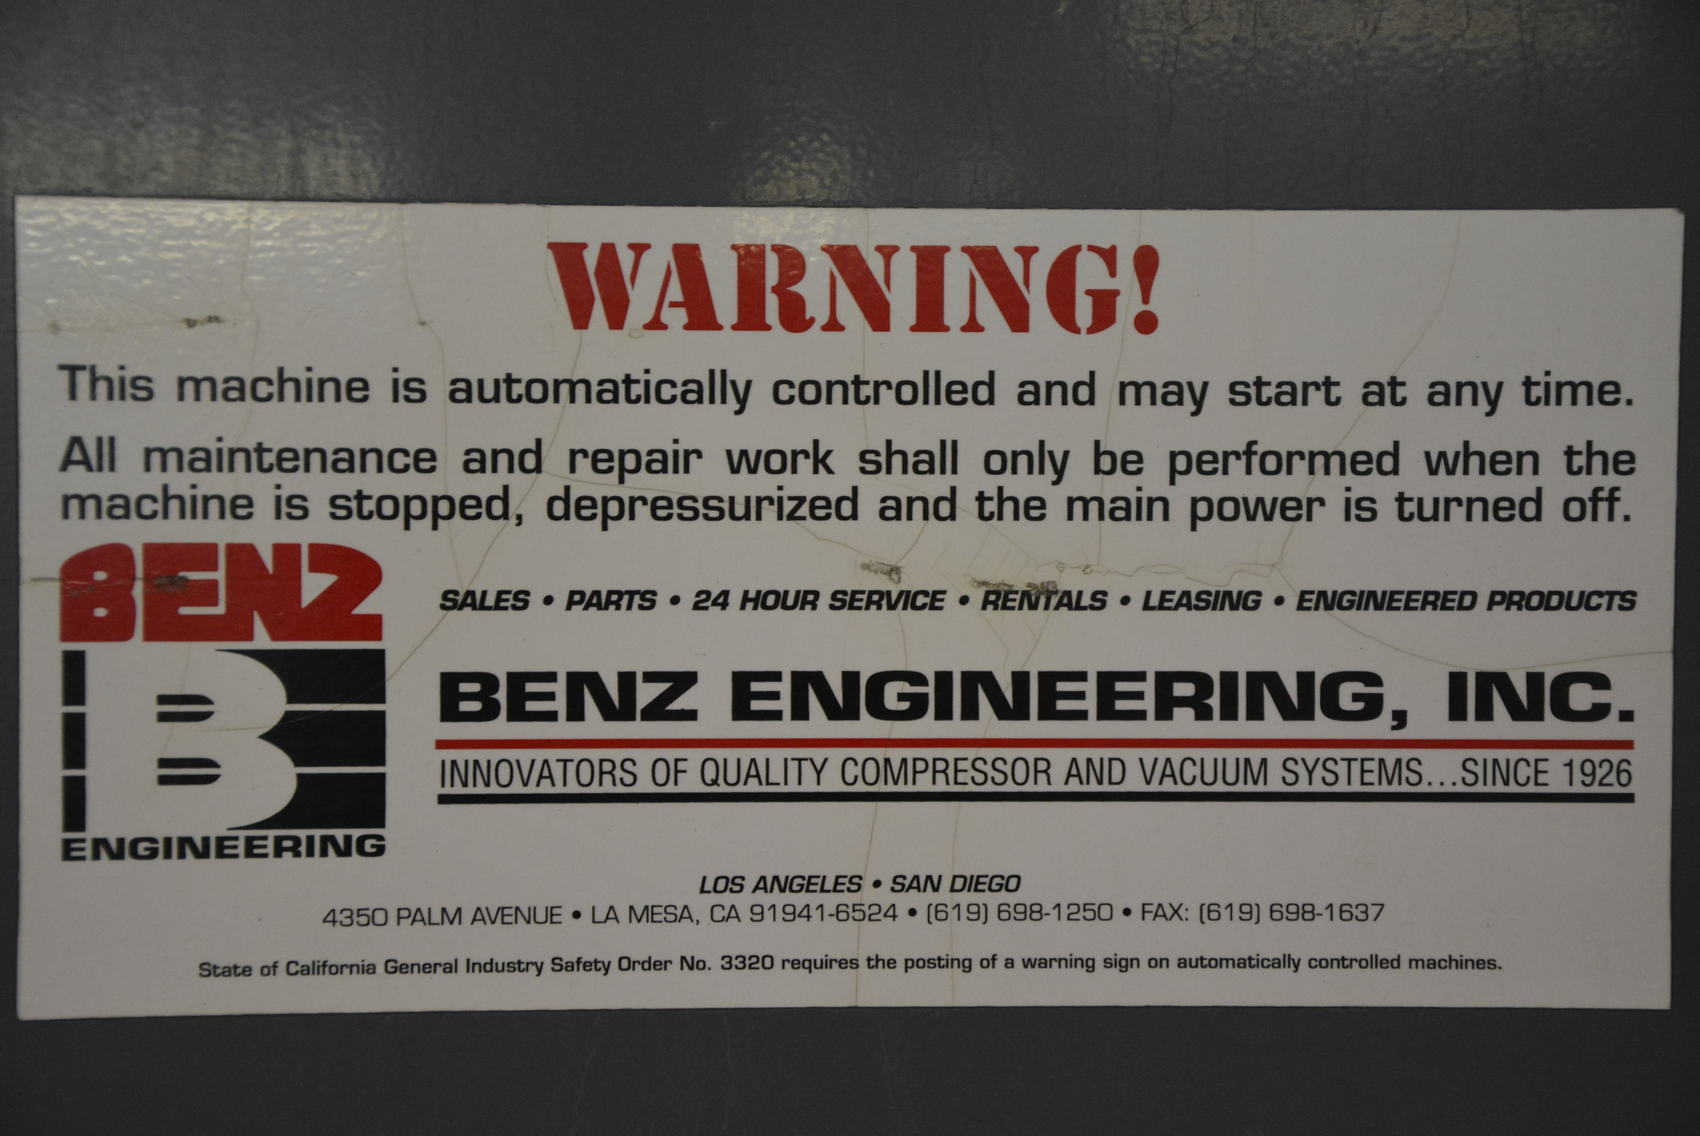 WARNING!
This machine is automatically controlled and may start at any time.
All maintenance and repair work shall only be performed when the
machine is stopped, depressurized and the main power is turned off.
BENZ
B
ENGINEERING
SALES • PARTS • 24 HOUR SERVICE • RENTALS • LEASING • ENGINEERED PRODUCTS
BENZ ENGINEERING, INC.
INNOVATORS OF QUALITY COMPRESSOR AND VACUUM SYSTEMS...SINCE 1926
LOS ANGELES • SAN DIEGO
4350 PALM AVENUE • LA MESA, CA 91941-6524 • (619) 698-1250 • FAX: (619) 698-1637
State of California General Industry Safety Order No. 3320 requires the posting of a warning sign on automatically controlled machines.